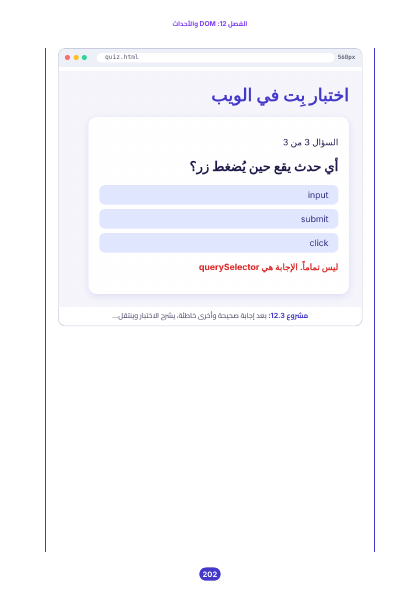 الفصل 12: DOM والأحداث
quiz.html
560px
اختبار بِت في الويب
السؤال 3 من 3
أي حدث يقع حين يُضغط زر؟
input
submit
click
ليس تماماً. الإجابة هي querySelector
مشروع 12.3: بعد إجابة صحيحة وأخرى خاطئة، يشرح الاختبار وينتقل...
202